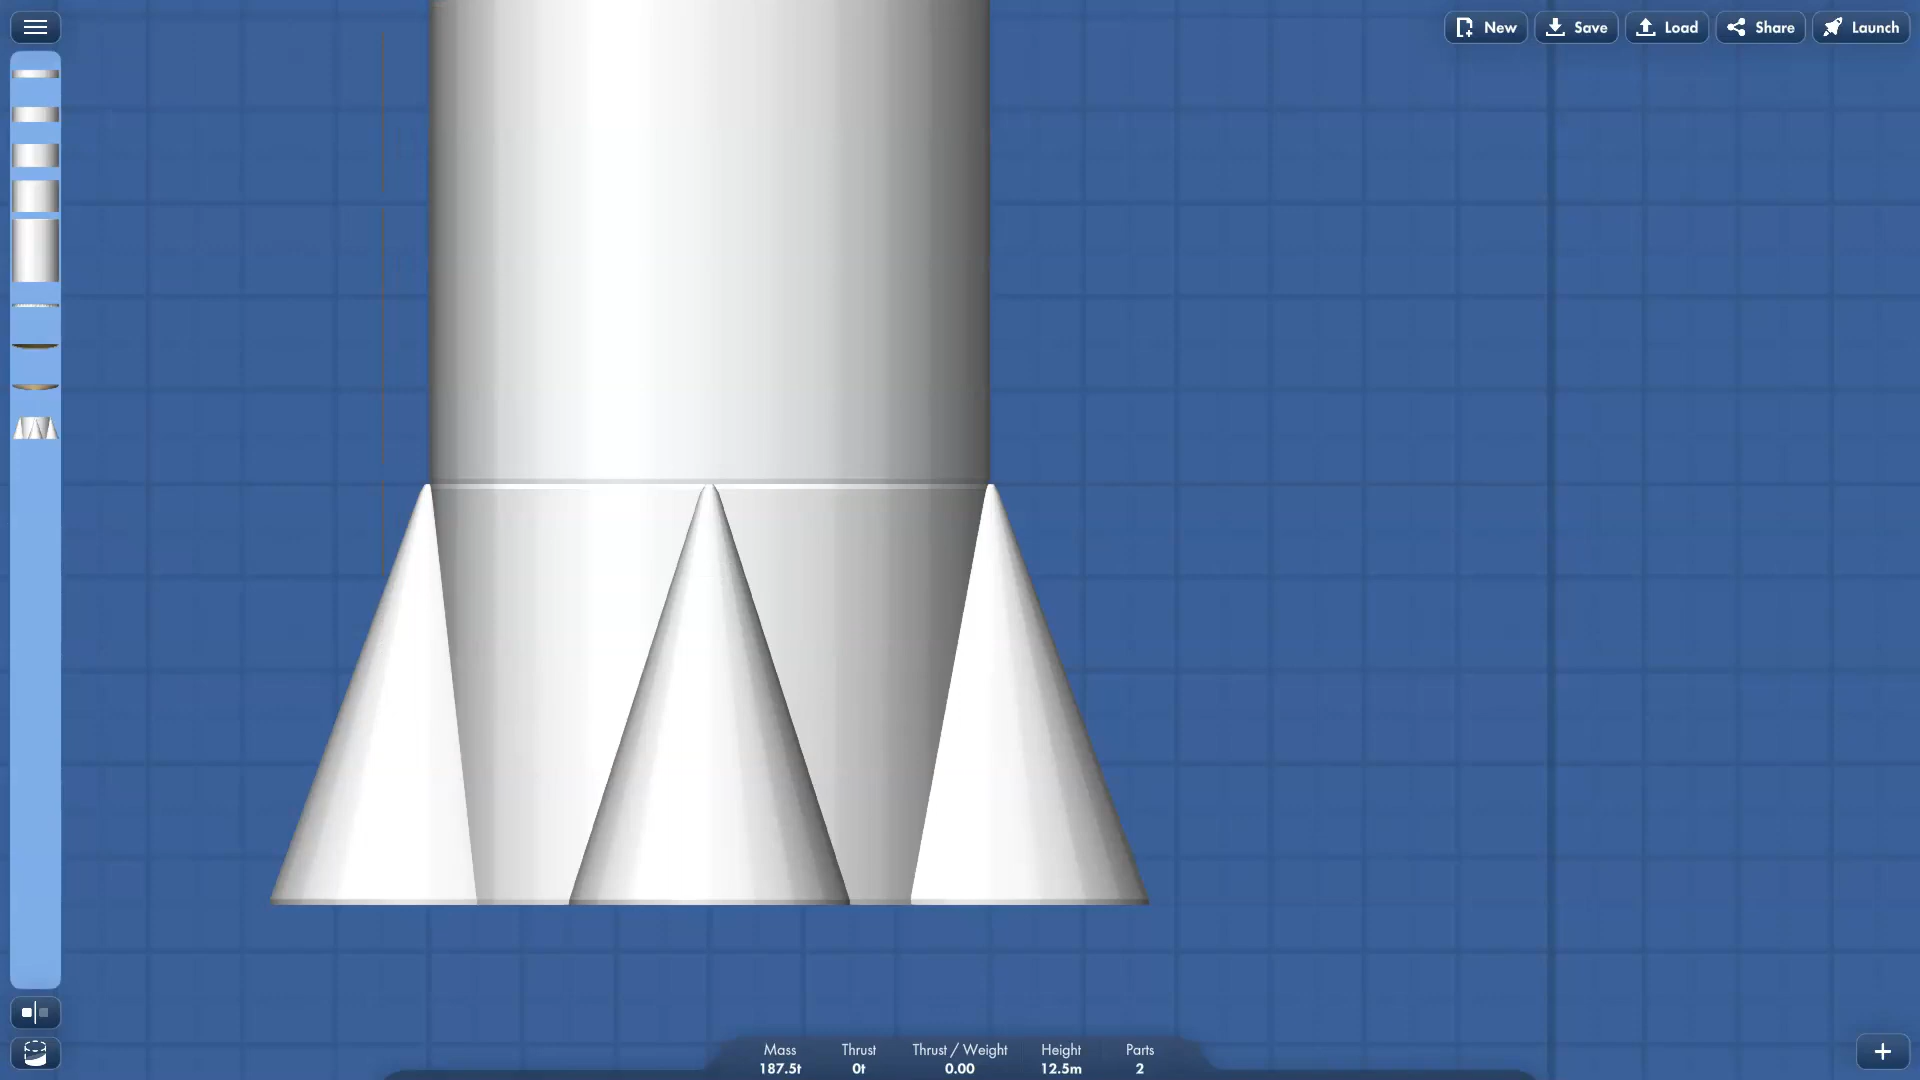 New Save Load Share Launch
Mass Thrust Thrust / Weight Height Parts
187.5t 0t 0.00 12.5m 2